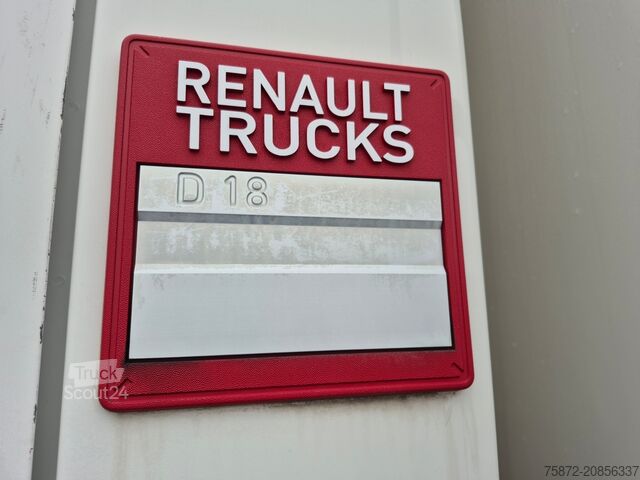 RENAULT
TRUCKS
D 18
Truck
Scout24
75872-20856337